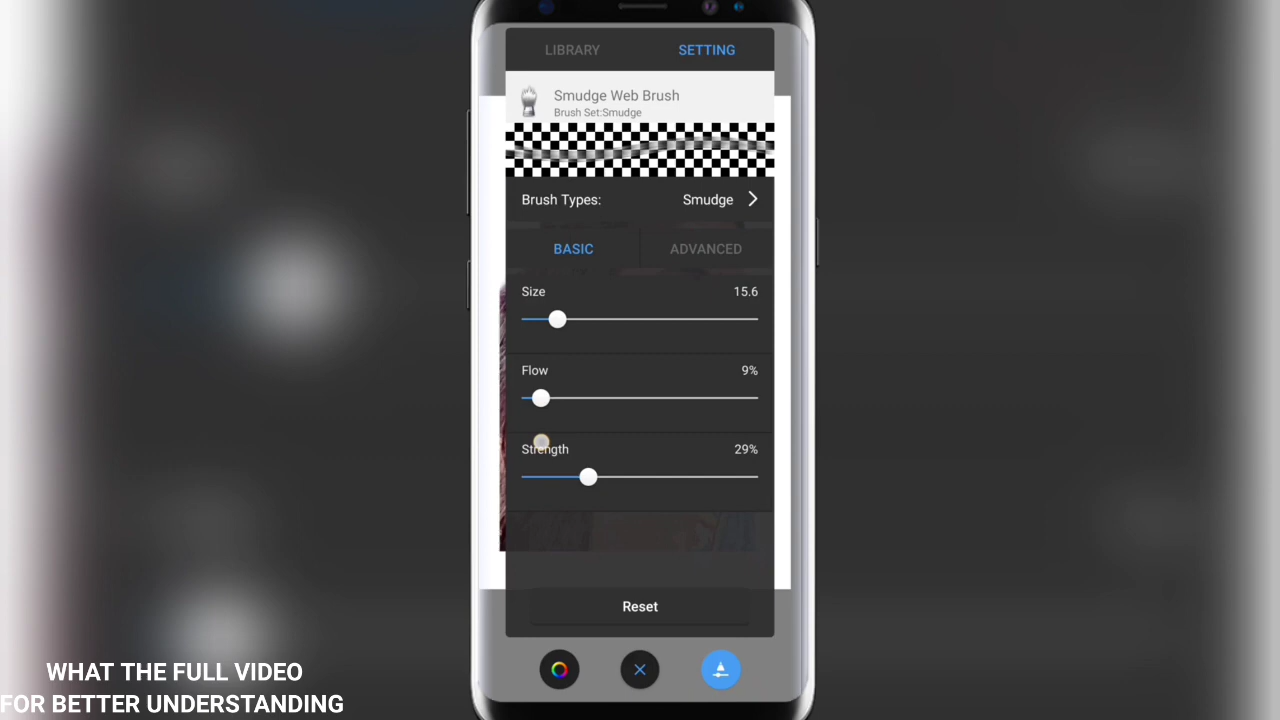 LIBRARY SETTING
Smudge Web Brush
Brush Set:Smudge
Brush Types: Smudge
BASIC ADVANCED
Size 15.6
Flow 9%
Strength 29%
Reset
WHAT THE FULL VIDEO
FOR BETTER UNDERSTANDING